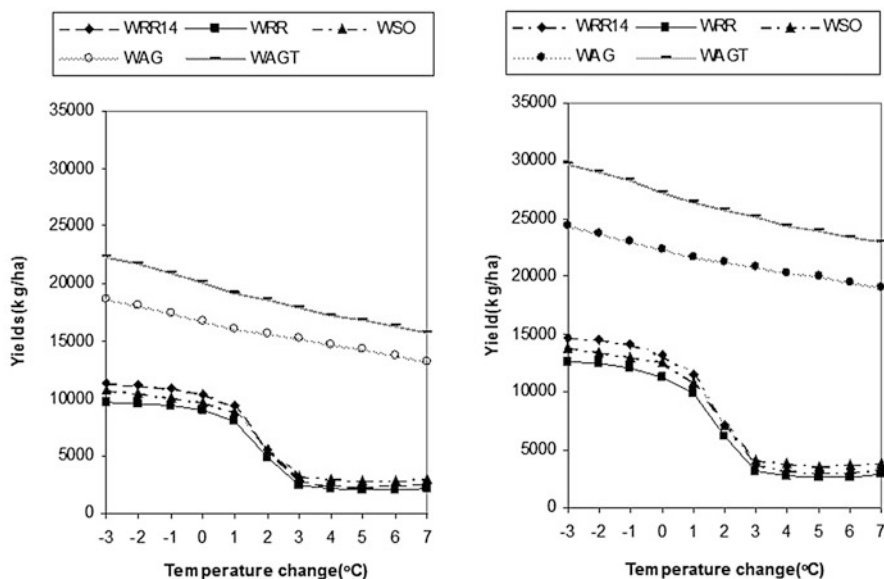 WRR14 WRR WSO
WAG WAGT
35000
30000
25000
20000
15000
10000
5000
0
Yields(kg/ha)
-3 -2 -1 0 1 2 3 4 5 6 7
Temperature change(°C)
WRR14 WRR WSO
WAG WAGT
35000
30000
25000
20000
15000
10000
5000
0
Yield(kg/ha)
-3 -2 -1 0 1 2 3 4 5 6 7
Temperature change(°C)